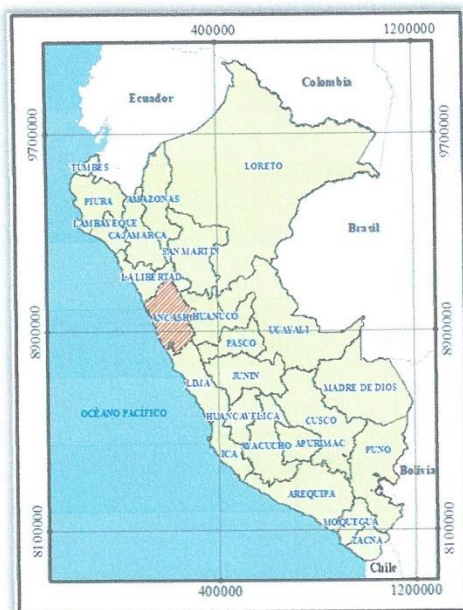 400000 1200000
Colombia
Ecuador
9700000 9700000
LORETO
TUMBES
PIURA AMAZONAS
LAMBAYEQUE
CAJAMARCA
Brasil
SAN MARTIN
LA LIBERTAD
ANCASH HUANUCO
8900000 8900000
UCAYALI
PASCO
LIMA JUNIN
MADRE DE DIOS
OCÉANO PACÍFICO
HUANCAVELICA
CUSCO
ICA AYACUCHO APURIMAC PUNO
Bolivia
AREQUIPA
MOQUEGUA
8100000 8100000
TACNA
Chile
400000 1200000